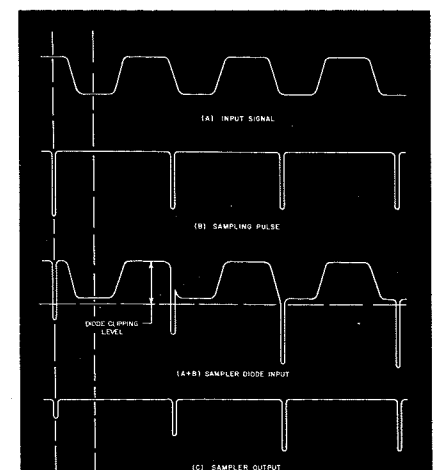 (A) INPUT SIGNAL
(B) SAMPLING PULSE
DIODE CLIPPING
LEVEL
(A+B) SAMPLER DIODE INPUT
(C) SAMPLER OUTPUT